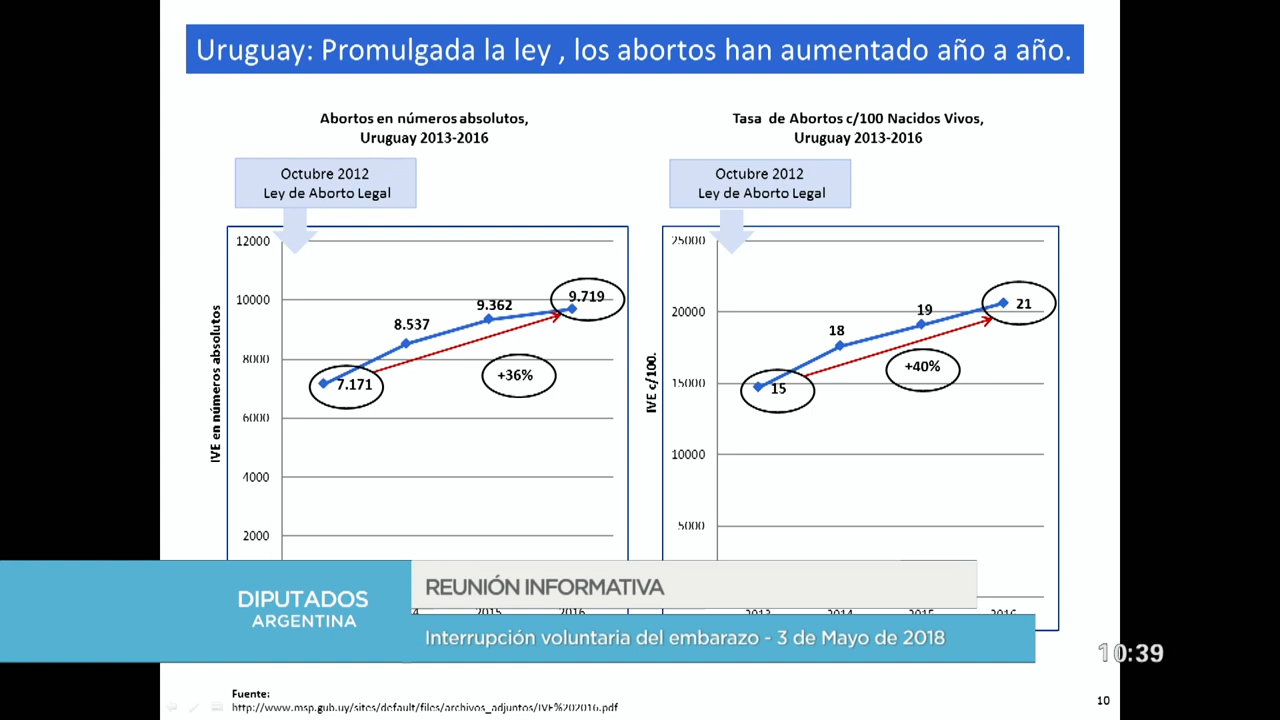 Uruguay: Promulgada la ley , los abortos han aumentado año a año.
Abortos en números absolutos,
Uruguay 2013-2016
Octubre 2012
Ley de Aborto Legal
IVE en números absolutos
12000
10000
8000
6000
4000
2000
7.171
8.537
9.362
9.719
+36%
2015
2016
Tasa de Abortos c/100 Nacidos Vivos,
Uruguay 2013-2016
Octubre 2012
Ley de Aborto Legal
IVE c/100.
25000
20000
15000
10000
5000
15
18
19
21
+40%
2013
2014
2015
2016
DIPUTADOS
ARGENTINA
REUNIÓN INFORMATIVA
Interrupción voluntaria del embarazo - 3 de Mayo de 2018
10:39
Fuente:
http://www.msp.gub.uy/sites/default/files/archivos_adjuntos/IVE%202016.pdf
10